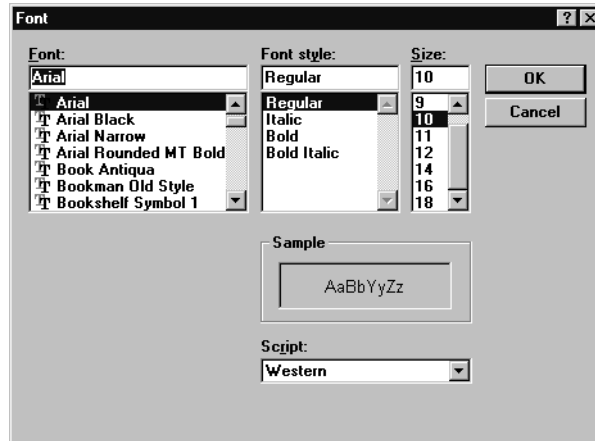 Font
Font: Font style: Size:
Arial Regular 10
Arial
Arial Black
Arial Narrow
Arial Rounded MT Bold
Book Antiqua
Bookman Old Style
Bookshelf Symbol 1
Regular
Italic
Bold
Bold Italic
9
10
11
12
14
16
18
OK
Cancel
Sample
AaBbYyZz
Script:
Western